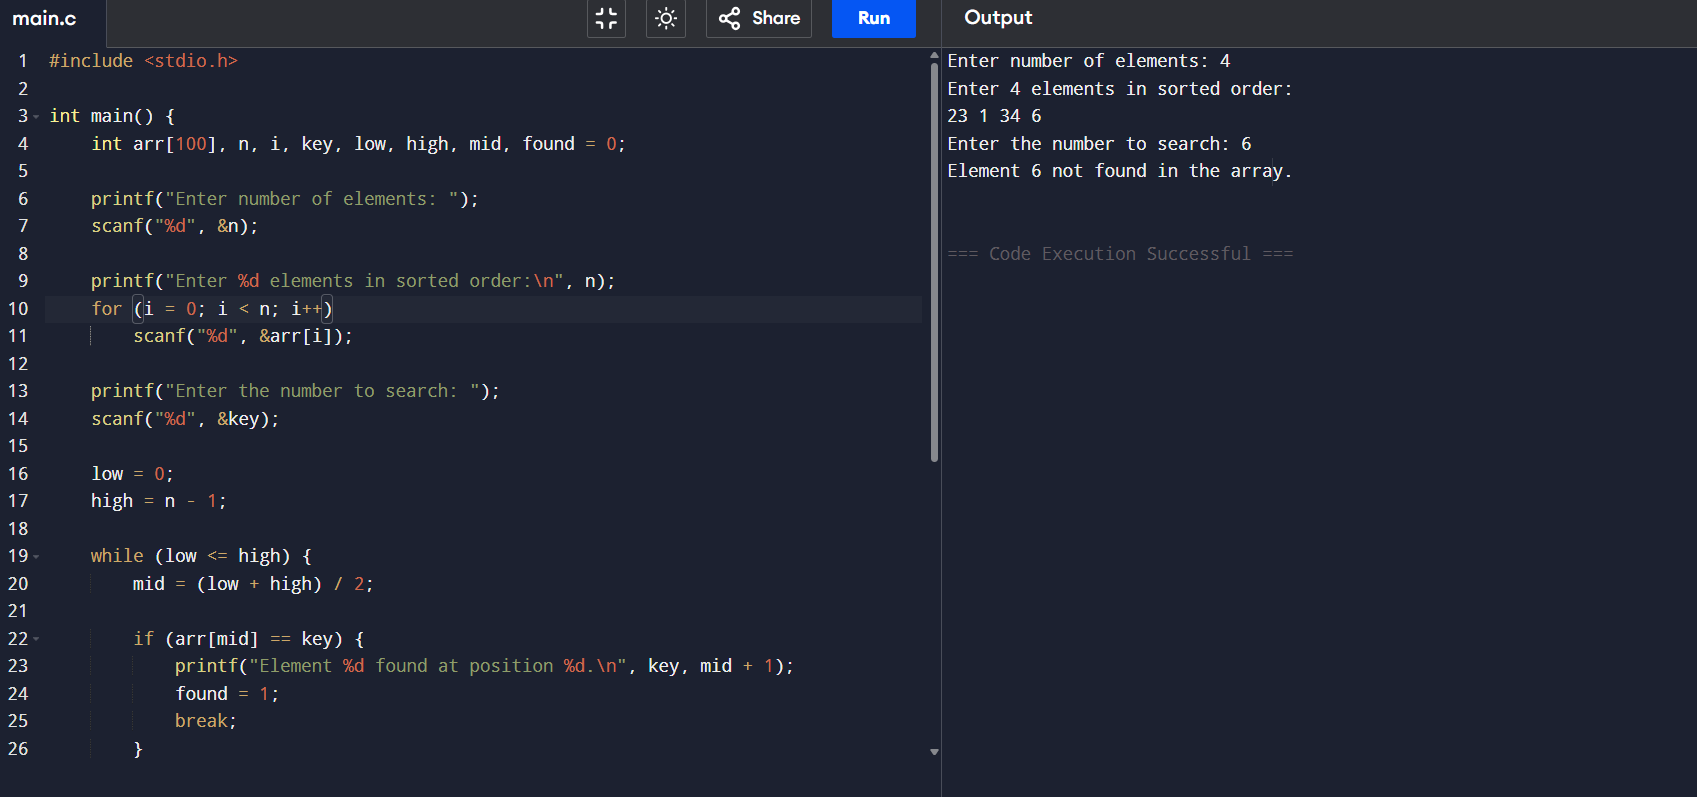 main.c
Share
Run
Output
1 #include <stdio.h>
2
3 int main() {
4     int arr[100], n, i, key, low, high, mid, found = 0;
5
6     printf("Enter number of elements: ");
7     scanf("%d", &n);
8
9     printf("Enter %d elements in sorted order:\n", n);
10     for (i = 0; i < n; i++)
11         scanf("%d", &arr[i]);
12
13     printf("Enter the number to search: ");
14     scanf("%d", &key);
15
16     low = 0;
17     high = n - 1;
18
19     while (low <= high) {
20         mid = (low + high) / 2;
21
22         if (arr[mid] == key) {
23             printf("Element %d found at position %d.\n", key, mid + 1);
24             found = 1;
25             break;
26         }
Enter number of elements: 4
Enter 4 elements in sorted order:
23 1 34 6
Enter the number to search: 6
Element 6 not found in the array.
=== Code Execution Successful ===